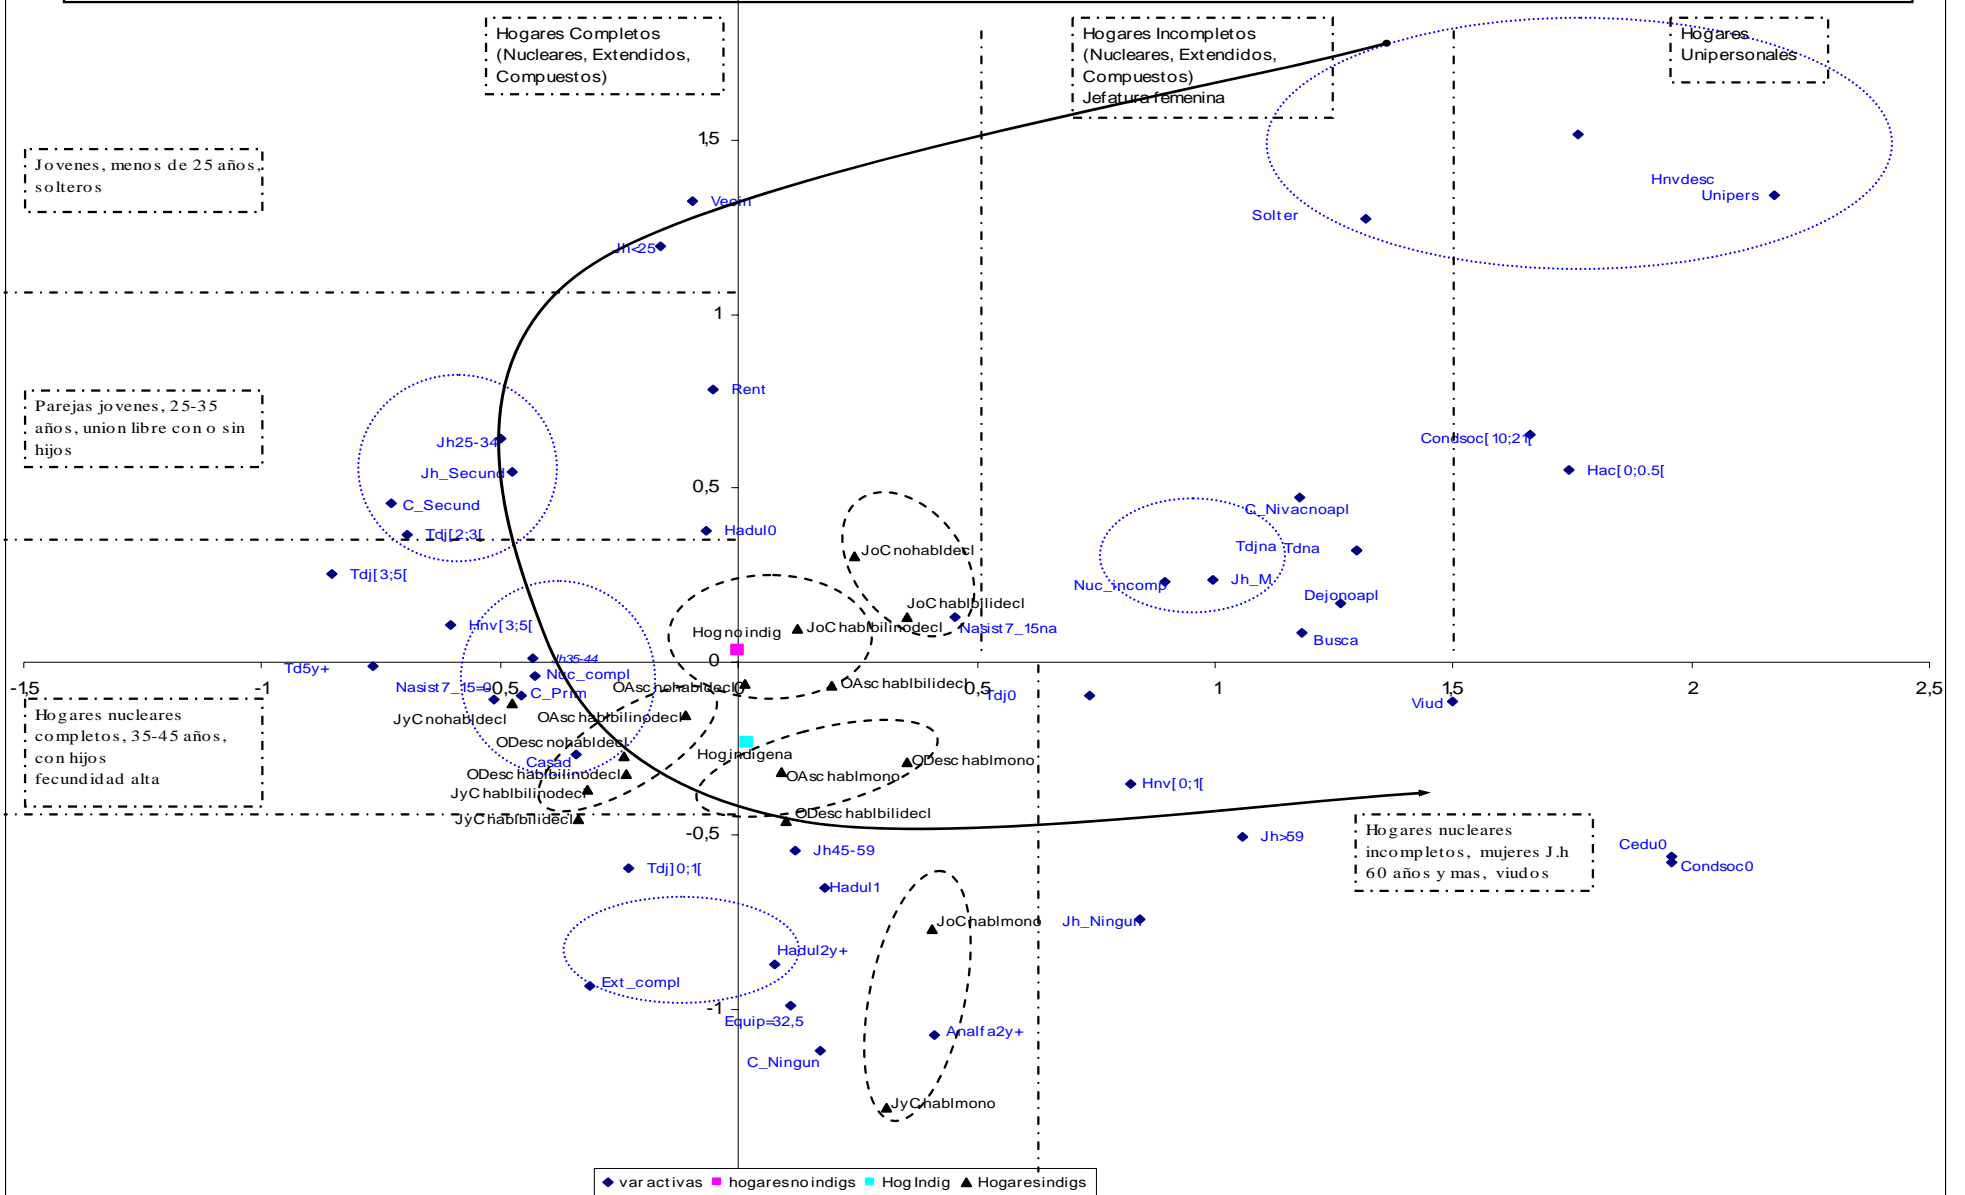 Hogares Completos
(Nucleares, Extendidos,
Compuestos)
Hogares Incompletos
(Nucleares, Extendidos,
Compuestos)
Jefatura femenina
Hogares
Unipersonales
Jovenes, menos de 25 años,
solteros
1,5
Hnvdesc
Unipers
Solter
Vecin
Jh<25
1
Parejas jovenes, 25-35
años, union libre con o sin
hijos
Rent
Jh25-34
Condsoc[10;21[
Jh_Secund
Hac[0;0.5[
0,5
C_Secund
C_Nivacnoapl
Hadul0
Tdj[2;3[
JoCnohabldecl
Tdjna
Tdna
Tdj[3;5[
Nuc_incomp
Jh_M
Dejonoapl
JoChablbilidecl
Hnv[3;5[
Hognoindig
JoChablbilinodecl
Nasist7_15na
Busca
0
Jh35-44
Td5y+
Nuc_compl
-1,5
-1
Nasist7_15=0
-0,5
C_Prim
OAscnohabldecl
0
OAschablbilidecl
0,5
Tdj0
1
1,5
2
2,5
Viud
Hogares nucleares
completos, 35-45 años,
con hijos
fecundidad alta
JyCnohabldecl
OAschablbilinodecl
ODescnohabldecl
Casad
Hogindigena
ODeschablmono
ODeschablbilinodecl
OAschablmono
JyChablbilinodecl
Hnv[0;1[
JyChablbilidecl
ODeschablbilidecl
-0,5
Jh>59
Hogares nucleares
incompletos, mujeres J.h
60 años y mas, viudos
Cedu0
Condsoc0
Jh45-59
Tdj]0;1[
Hadul1
JoChablmono
Jh_Ningun
Hadul2y+
Ext_compl
-1
Equip=32,5
Analfa2y+
C_Ningun
JyChablmono
var activas
hogaresnoindigs
HogIndig
Hogaresindigs